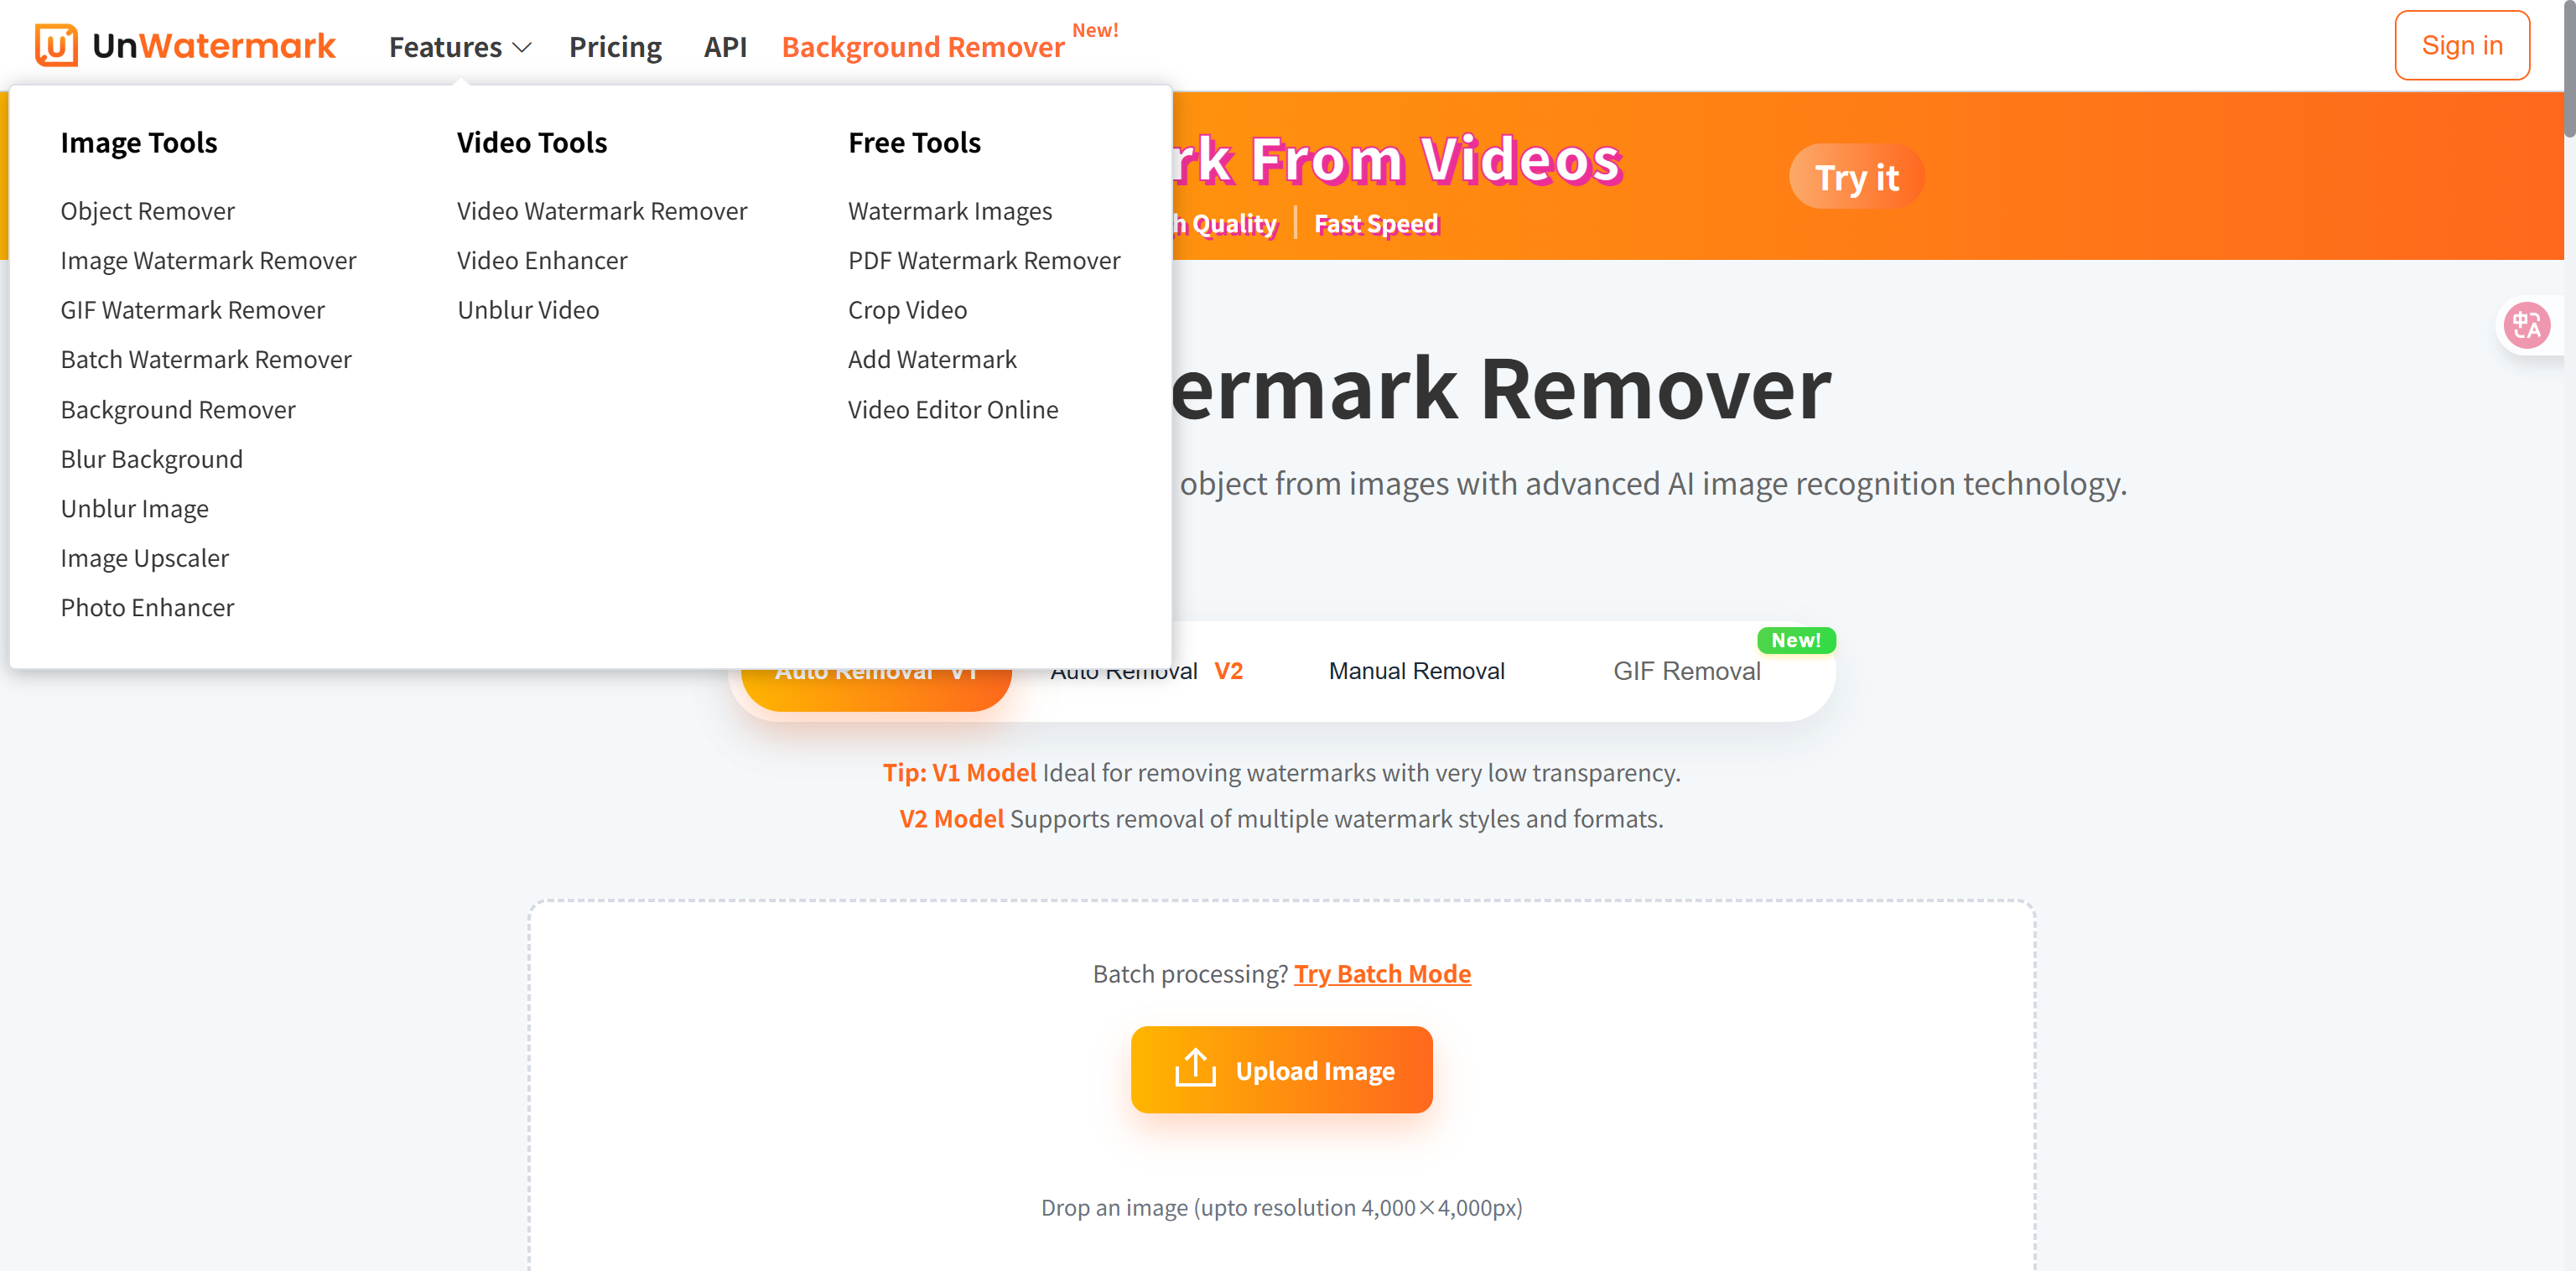 UnWatermark
Features
Pricing
API
Background Remover
New!
Sign in
Image Tools
Object Remover
Image Watermark Remover
GIF Watermark Remover
Batch Watermark Remover
Background Remover
Blur Background
Unblur Image
Image Upscaler
Photo Enhancer
Video Tools
Video Watermark Remover
Video Enhancer
Unblur Video
Free Tools
Watermark Images
PDF Watermark Remover
Crop Video
Add Watermark
Video Editor Online
From Videos
Quality
Fast Speed
Try it
中A
ermark Remover
object from images with advanced AI image recognition technology.
Auto Removal V1
Auto Removal V2
Manual Removal
GIF Removal
New!
Tip: V1 Model Ideal for removing watermarks with very low transparency.
V2 Model Supports removal of multiple watermark styles and formats.
Batch processing? Try Batch Mode
Upload Image
Drop an image (upto resolution 4,000×4,000px)